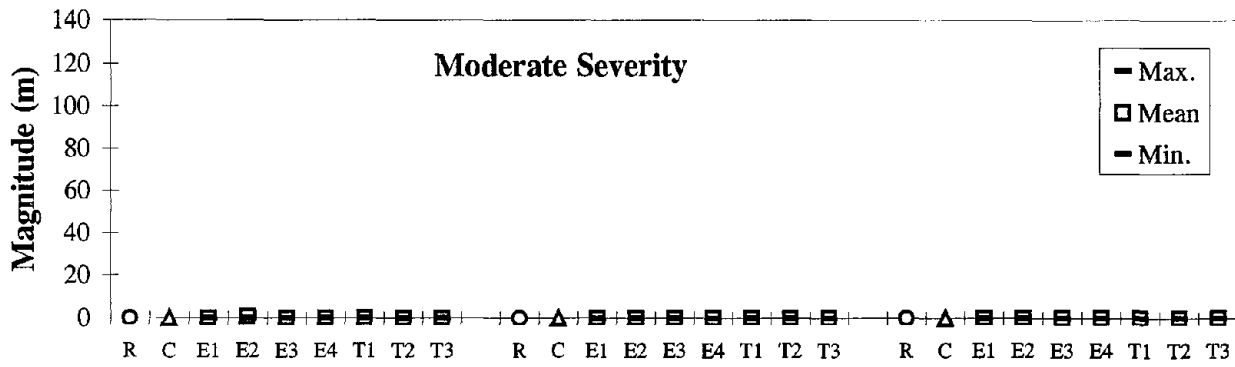 140
Moderate Severity
120
100
80
60
40
20
0
Magnitude (m)
Max.
Mean
Min.
R C E1 E2 E3 E4 T1 T2 T3 R C E1 E2 E3 E4 T1 T2 T3 R C E1 E2 E3 E4 T1 T2 T3